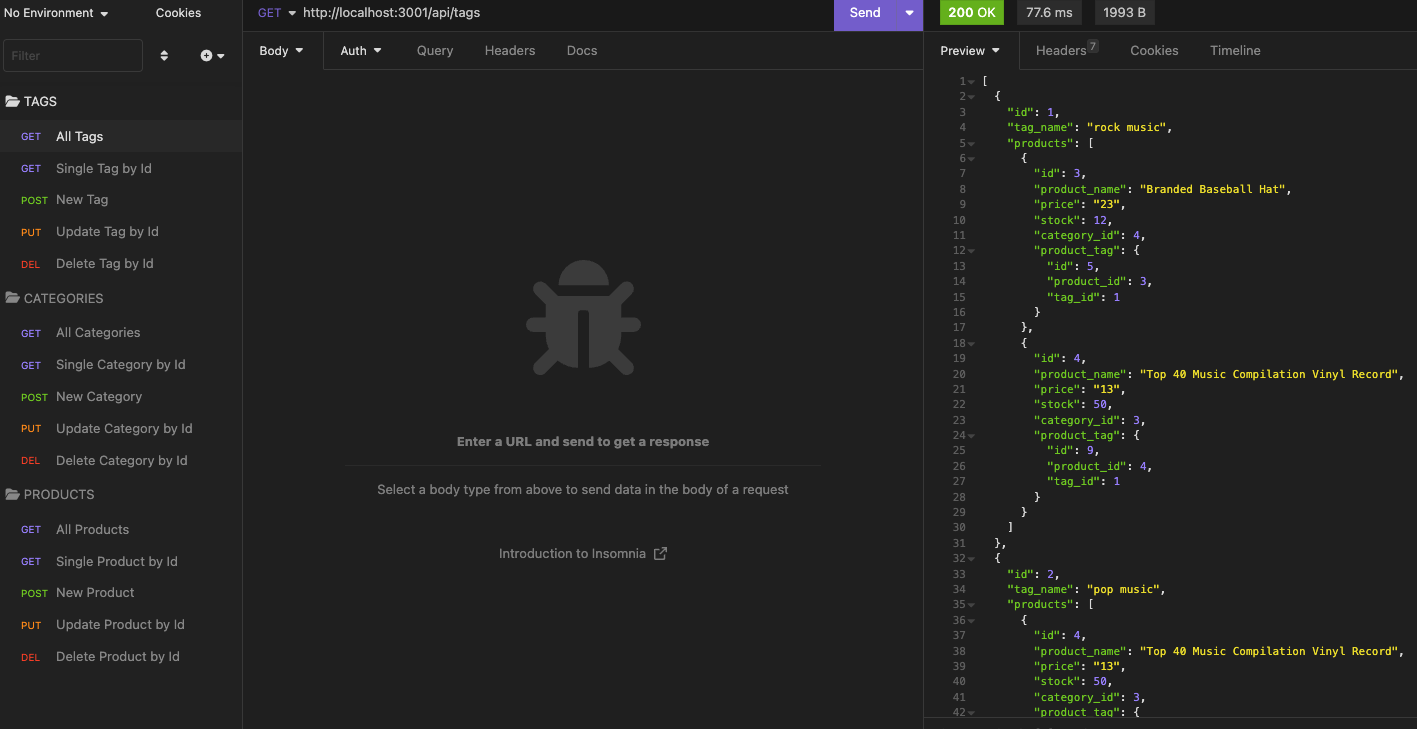 No Environment
Cookies
Filter
TAGS
GET All Tags
GET Single Tag by Id
POST New Tag
PUT Update Tag by Id
DEL Delete Tag by Id
CATEGORIES
GET All Categories
GET Single Category by Id
POST New Category
PUT Update Category by Id
DEL Delete Category by Id
PRODUCTS
GET All Products
GET Single Product by Id
POST New Product
PUT Update Product by Id
DEL Delete Product by Id
GET http://localhost:3001/api/tags Send
Body Auth Query Headers Docs
Enter a URL and send to get a response
Select a body type from above to send data in the body of a request
Introduction to Insomnia
200 OK 77.6 ms 1993 B
Preview Headers 7 Cookies Timeline
1 [
2 {
3 "id": 1,
4 "tag_name": "rock music",
5 "products": [
6 {
7 "id": 3,
8 "product_name": "Branded Baseball Hat",
9 "price": "23",
10 "stock": 12,
11 "category_id": 4,
12 "product_tag": {
13 "id": 5,
14 "product_id": 3,
15 "tag_id": 1
16 }
17 },
18 {
19 "id": 4,
20 "product_name": "Top 40 Music Compilation Vinyl Record",
21 "price": "13",
22 "stock": 50,
23 "category_id": 3,
24 "product_tag": {
25 "id": 9,
26 "product_id": 4,
27 "tag_id": 1
28 }
29 }
30 ]
31 },
32 {
33 "id": 2,
34 "tag_name": "pop music",
35 "products": [
36 {
37 "id": 4,
38 "product_name": "Top 40 Music Compilation Vinyl Record",
39 "price": "13",
40 "stock": 50,
41 "category_id": 3,
42 "product_tag": {